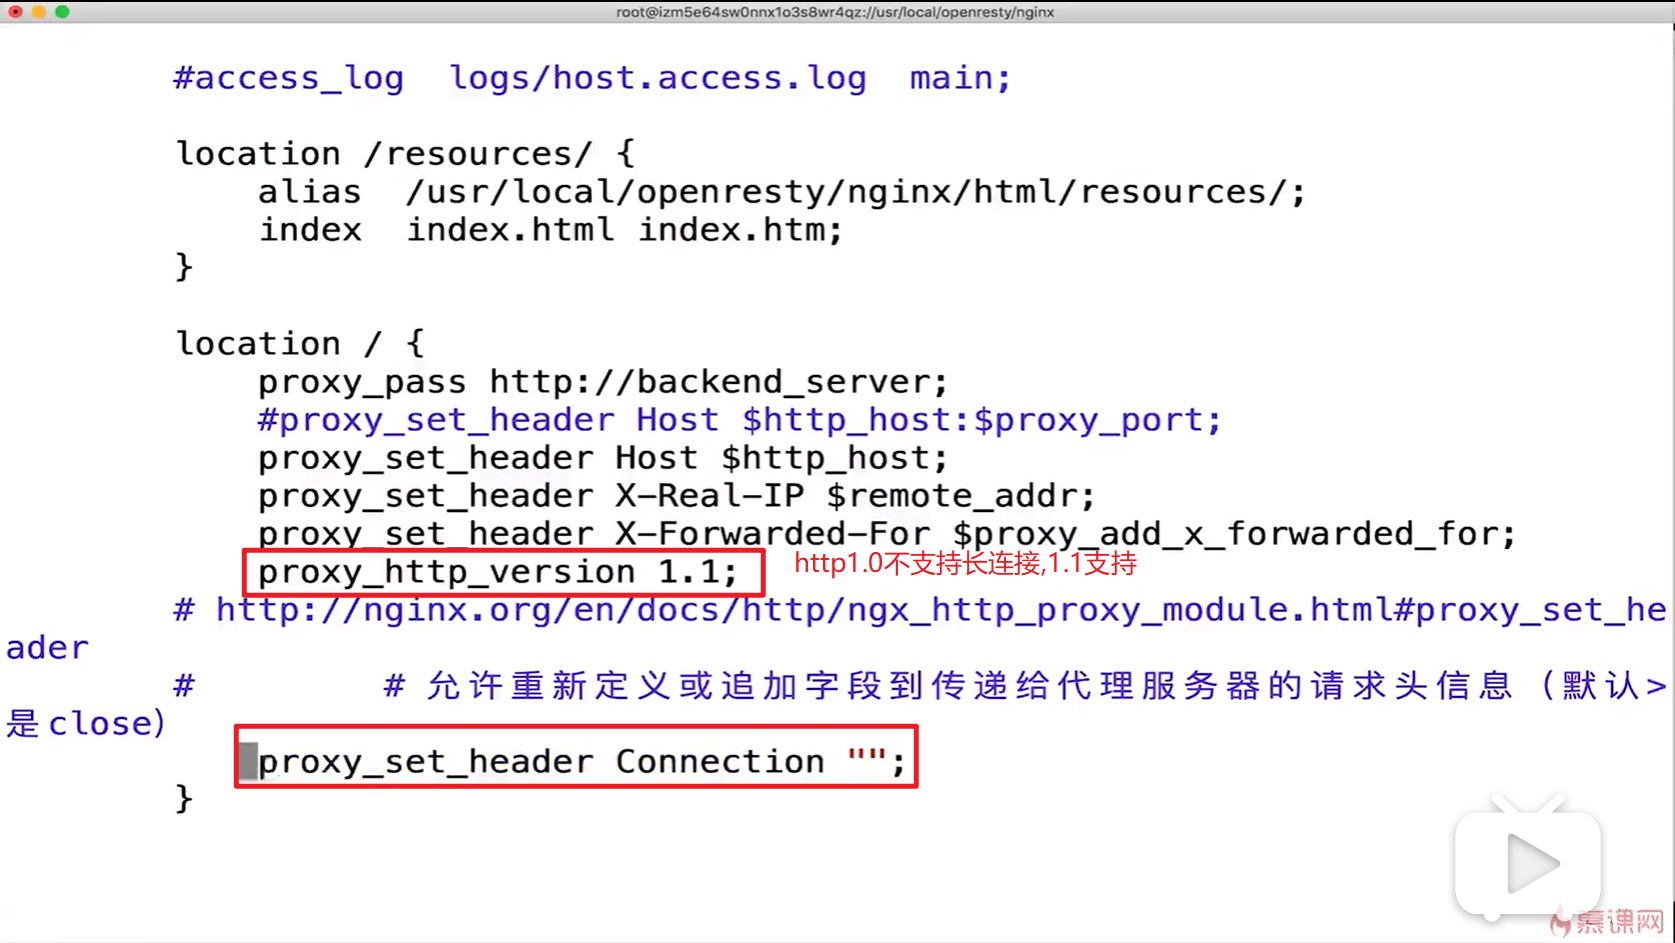 root@izm5e64sw0nnx1o3s8wr4qz://usr/local/openresty/nginx
#access_log  logs/host.access.log  main;
location /resources/ {
alias  /usr/local/openresty/nginx/html/resources/;
index  index.html index.htm;
}
location / {
proxy_pass http://backend_server;
#proxy_set_header Host $http_host:$proxy_port;
proxy_set_header Host $http_host;
proxy_set_header X-Real-IP $remote_addr;
proxy_set_header X-Forwarded-For $proxy_add_x_forwarded_for;
proxy_http_version 1.1;
http1.0不支持长连接,1.1支持
# http://nginx.org/en/docs/http/ngx_http_proxy_module.html#proxy_set_he
ader
#         # 允许重新定义或追加字段到传递给代理服务器的请求头信息（默认>
是close）
proxy_set_header Connection "";
}
慕课网